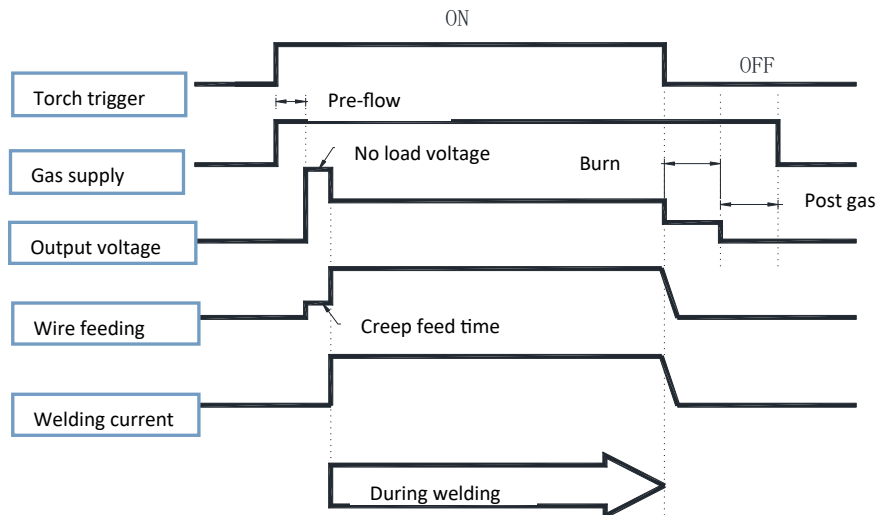 ON
OFF
Torch trigger
Pre-flow
Gas supply
No load voltage
Burn
Post gas
Output voltage
Wire feeding
Creep feed time
Welding current
During welding